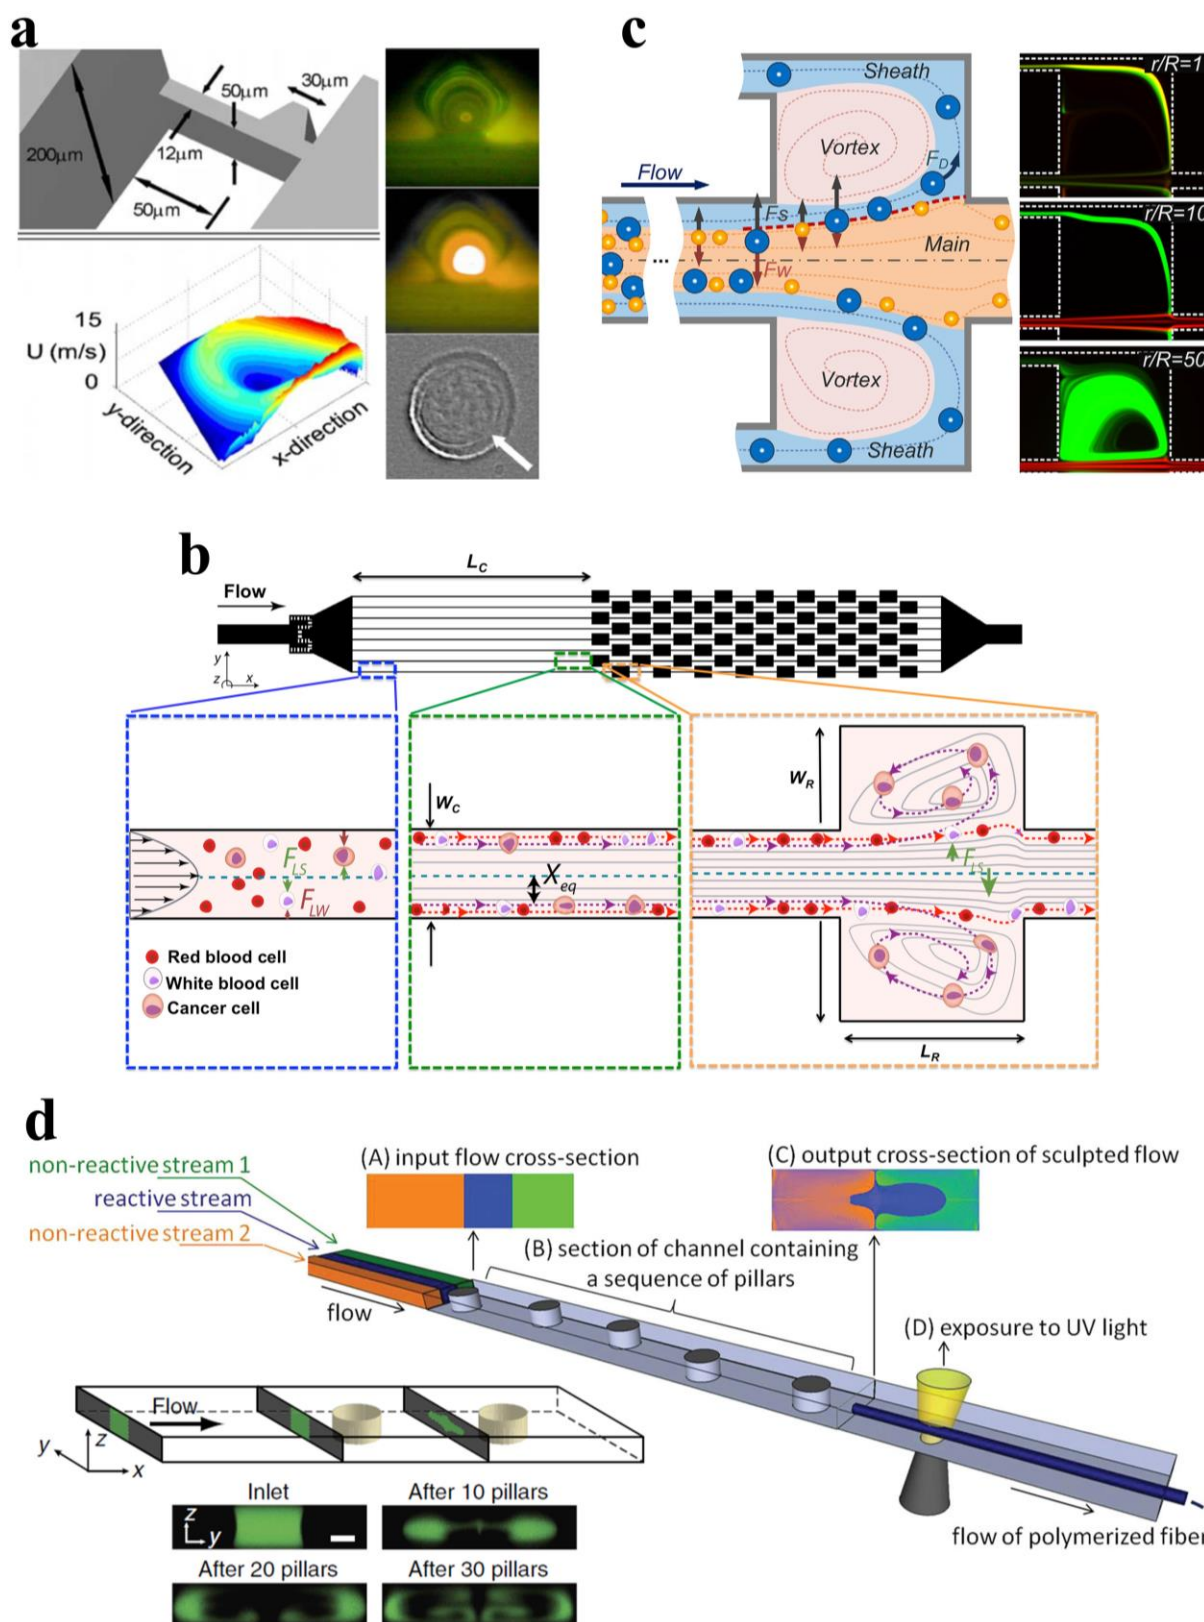 a
50μm
30μm
200μm
12μm
50μm
15
U (m/s)
0
y-direction
x-direction
c
Sheath
Vortex
F_D
Flow
Fs
Main
...
Fw
Vortex
Sheath
r/R=1
r/R=10
r/R=50
b
L_C
Flow
y
z
x
F_LS
F_LW
Red blood cell
White blood cell
Cancer cell
W_C
X_eq
W_R
F_LS
L_R
d
non-reactive stream 1
reactive stream
non-reactive stream 2
(A) input flow cross-section
(C) output cross-section of sculpted flow
(B) section of channel containing
a sequence of pillars
flow
(D) exposure to UV light
Flow
z
y
x
Inlet
After 10 pillars
z
y
After 20 pillars
After 30 pillars
flow of polymerized fiber